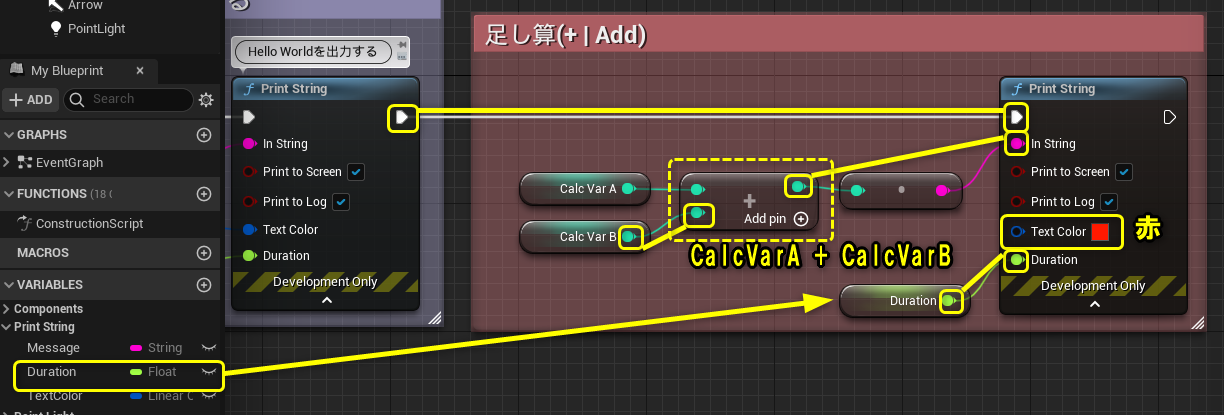 Arrow
PointLight
My Blueprint
ADD
Search
GRAPHS
EventGraph
FUNCTIONS (18
ConstructionScript
MACROS
VARIABLES
Components
Print String
Message String
Duration Float
TextColor Linear C
Hello Worldを出力する
Print String
In String
Print to Screen
Print to Log
Text Color
Duration
Development Only
足し算(+ | Add)
Calc Var A
Calc Var B
Add pin
CalcVarA + CalcVarB
Duration
Print String
In String
Print to Screen
Print to Log
Text Color
赤
Duration
Development Only